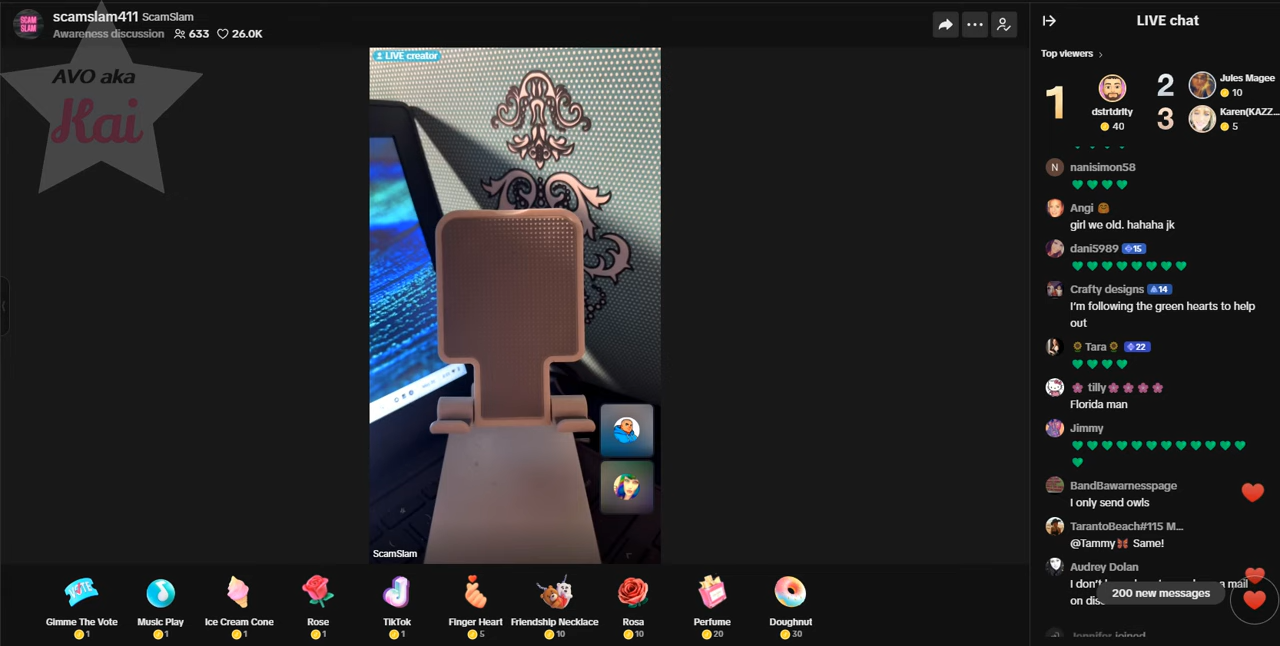 SCAM
SLAM
scamslam411 ScamSlam
Awareness discussion 633 26.0K
AVO aka
Kai
LIVE creator
ScamSlam
Gimme The Vote
1
Music Play
1
Ice Cream Cone
1
Rose
1
TikTok
1
Finger Heart
5
Friendship Necklace
10
Rosa
10
Perfume
20
Doughnut
30
LIVE chat
Top viewers
1
dstrtdrlty
40
2
Jules Magee
10
3
Karen(KAZZ...
5
N nanisimon58
Angi
girl we old. hahaha jk
dani5989 15
Crafty designs 14
I'm following the green hearts to help
out
Tara 22
tilly
Florida man
Jimmy
BandBawarnesspage
I only send owls
TarantoBeach#115 M...
@Tammy Same!
Audrey Dolan
mail
200 new messages
joined